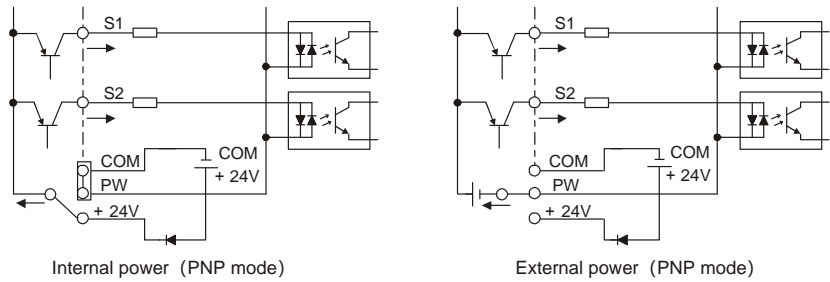 S1
S2
COM
COM
+ 24V
PW
+ 24V
Internal power (PNP mode)
S1
S2
COM
COM
+ 24V
PW
+ 24V
External power (PNP mode)